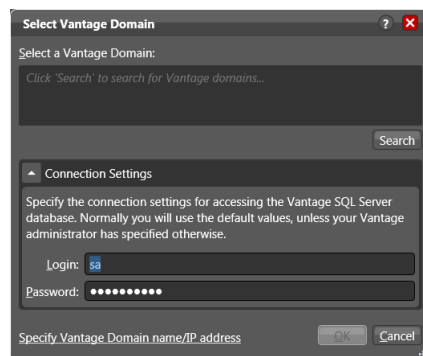 Select Vantage Domain
?
Select a Vantage Domain:
Click 'Search' to search for Vantage domains...
Search
Connection Settings
Specify the connection settings for accessing the Vantage SQL Server
database. Normally you will use the default values, unless your Vantage
administrator has specified otherwise.
Login: sa
Password: ●●●●●●●●●●
Specify Vantage Domain name/IP address
OK
Cancel